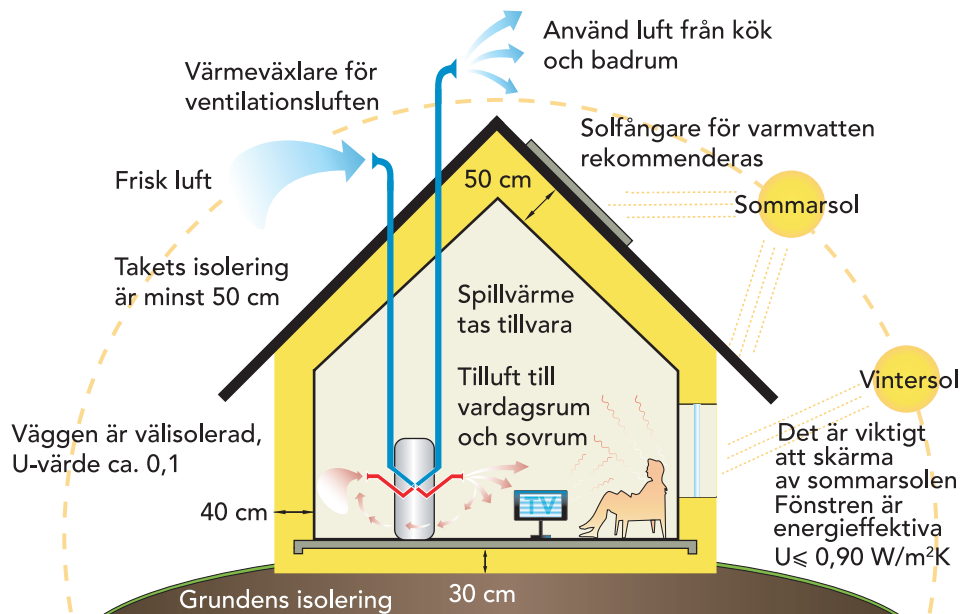 Använd luft från kök
och badrum
Värmeväxlare för
ventilationsluften
Solfångare för varmvatten
rekommenderas
Frisk luft
50 cm
Sommarsol
Takets isolering
är minst 50 cm
Spillvärme
tas tillvara
Tilluft till
vardagsrum
och sovrum
Vintersol
Väggen är välisolerad,
U-värde ca. 0,1
Det är viktigt
att skärma
av sommarsolen
Fönstren är
energieffektiva
U⩽ 0,90 W/m²K
40 cm
TV
Grundens isolering
30 cm